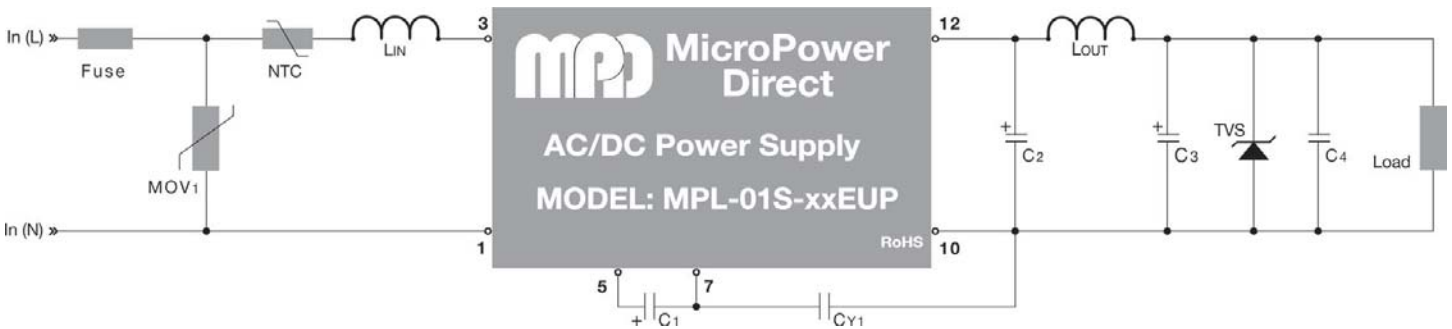 In (L) »
Fuse
NTC
LIN
3
MOV1
In (N) »
1
MPD
MicroPower
Direct
AC/DC Power Supply
MODEL: MPL-01S-xxEUP
RoHS
5
7
+
C1
CY1
12
10
+
C2
LOUT
+
C3
TVS
C4
Load